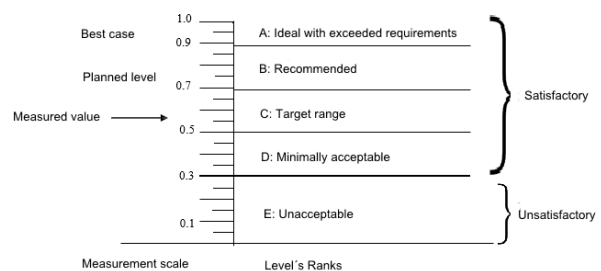 1.0
Best case
A: Ideal with exceeded requirements
0.9
Planned level
B: Recommended
0.7
Satisfactory
Measured value
C: Target range
0.5
D: Minimally acceptable
0.3
E: Unacceptable
Unsatisfactory
0.1
Measurement scale
Level´s Ranks